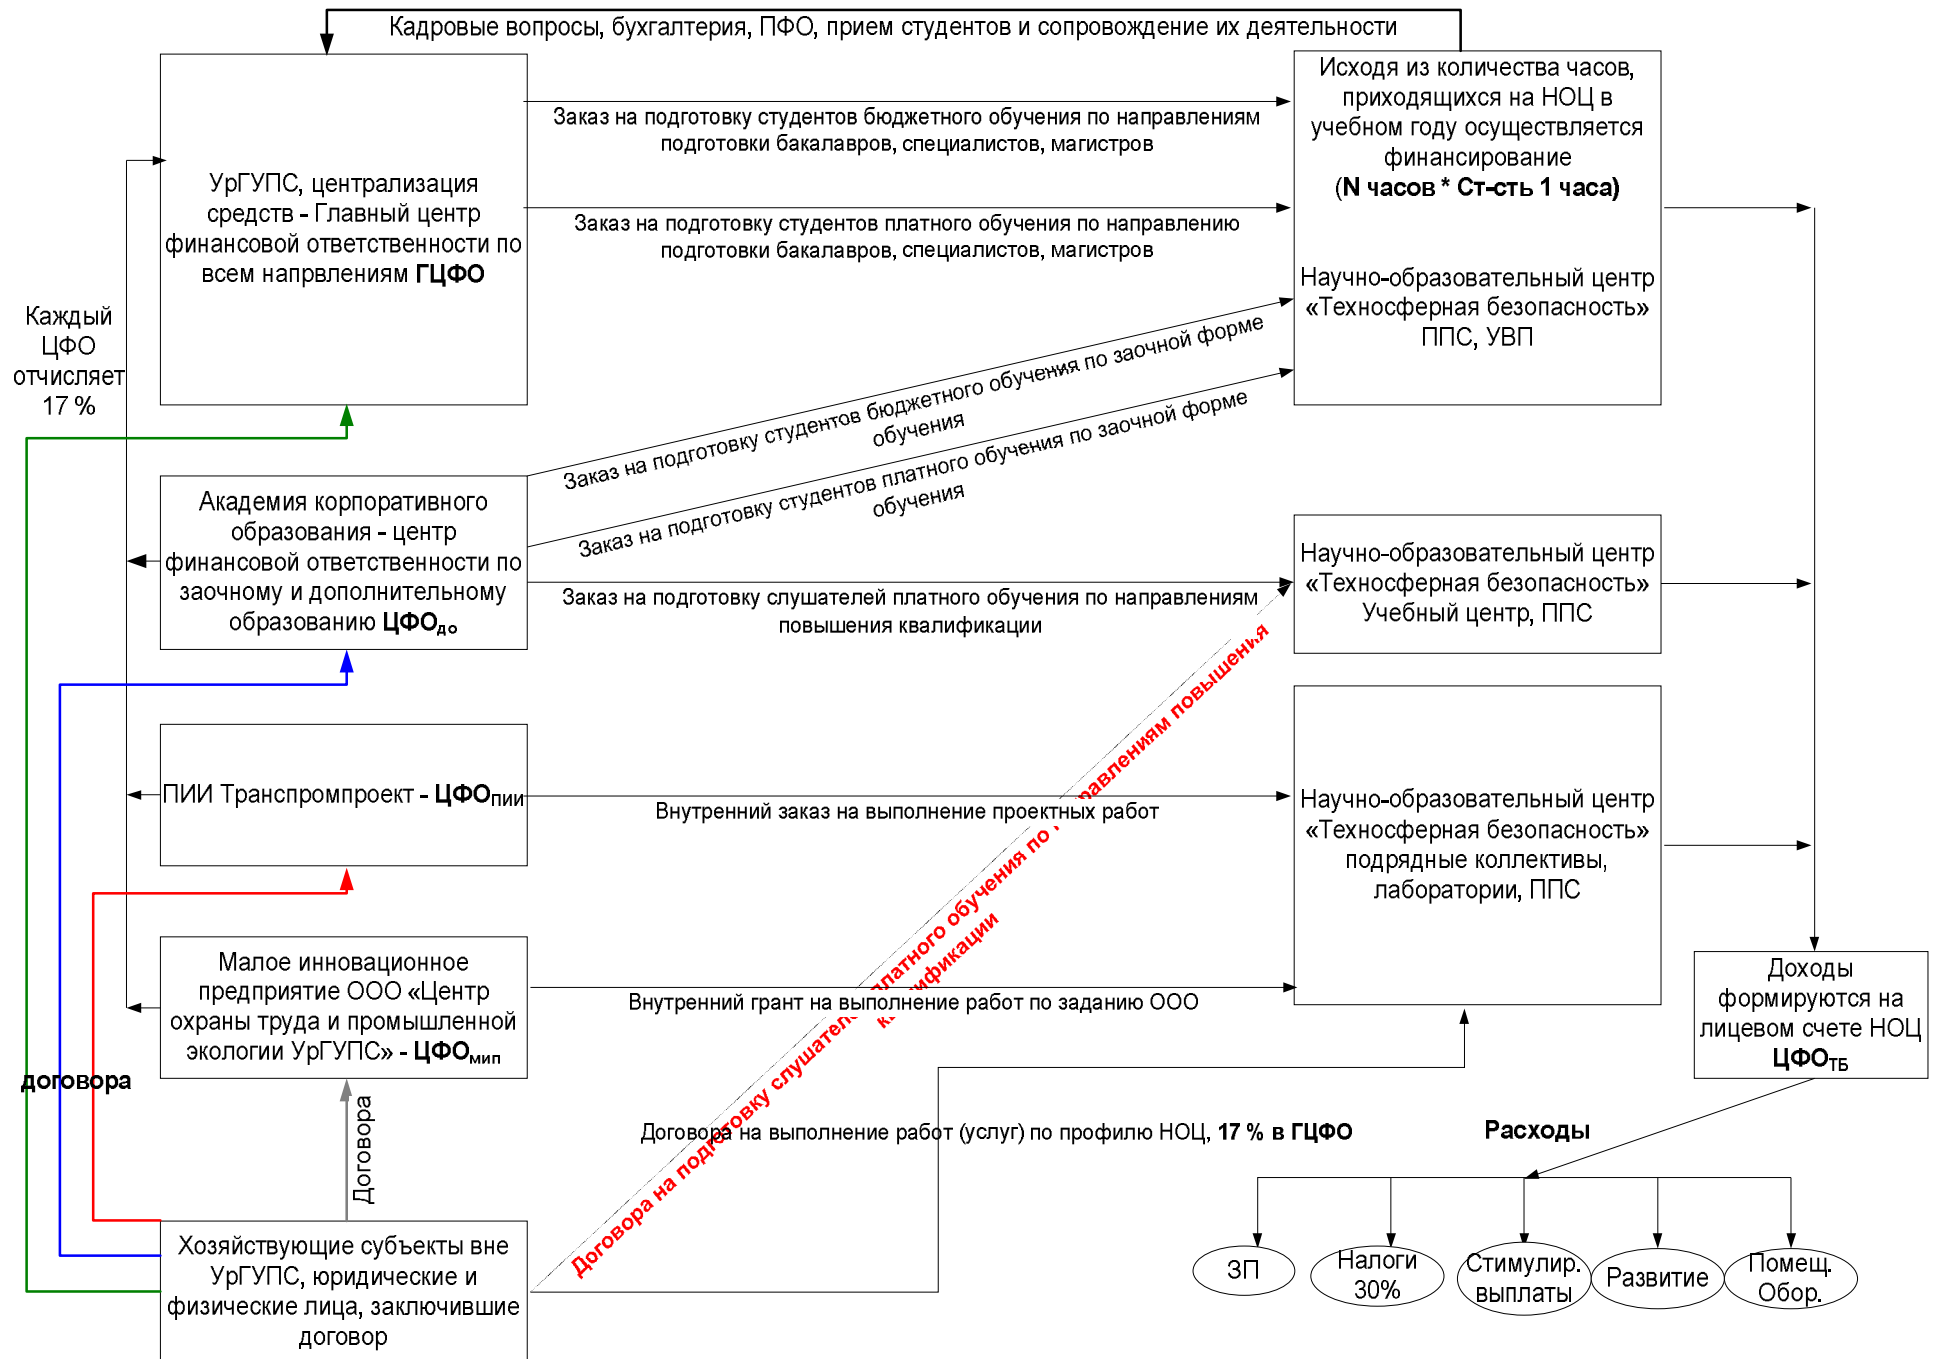 Кадровые вопросы, бухгалтерия, ПФО, прием студентов и сопровождение их деятельности
УрГУПС, централизация
средств - Главный центр
финансовой ответственности по
всем напрвлениям ГЦФО
Заказ на подготовку студентов бюджетного обучения по направлениям
подготовки бакалавров, специалистов, магистров
Заказ на подготовку студентов платного обучения по направлению
подготовки бакалавров, специалистов, магистров
Исходя из количества часов,
приходящихся на НОЦ в
учебном году осуществляется
финансирование
(N часов * Ст-сть 1 часа)
Научно-образовательный центр
«Техносферная безопасность»
ППС, УВП
Каждый
ЦФО
отчисляет
17 %
Заказ на подготовку студентов бюджетного обучения по заочной форме
обучения
Заказ на подготовку студентов платного обучения по заочной форме
обучения
Академия корпоративного
образования - центр
финансовой ответственности по
заочному и дополнительному
образованию ЦФОдо
Заказ на подготовку слушателей платного обучения по направлениям
повышения квалификации
Научно-образовательный центр
«Техносферная безопасность»
Учебный центр, ППС
ПИИ Транспромпроект - ЦФОПИИ
Внутренний заказ на выполнение проектных работ
Научно-образовательный центр
«Техносферная безопасность»
подрядные коллективы,
лаборатории, ППС
Малое инновационное
предприятие ООО «Центр
охраны труда и промышленной
экологии УрГУПС» - ЦФОмип
Внутренний грант на выполнение работ по заданию ООО
Доходы
формируются на
лицевом счете НОЦ
ЦФОТБ
договора
Договора
Договора на подготовку слушателе платного обучения по равлениям повышения
фикации
Договора на выполнение работ (услуг) по профилю НОЦ, 17 % в ГЦФО
Расходы
Хозяйствующие субъекты вне
УрГУПС, юридические и
физические лица, заключившие
договор
ЗП
Налоги
30%
Стимулир.
выплаты
Развитие
Помещ.
Обор.